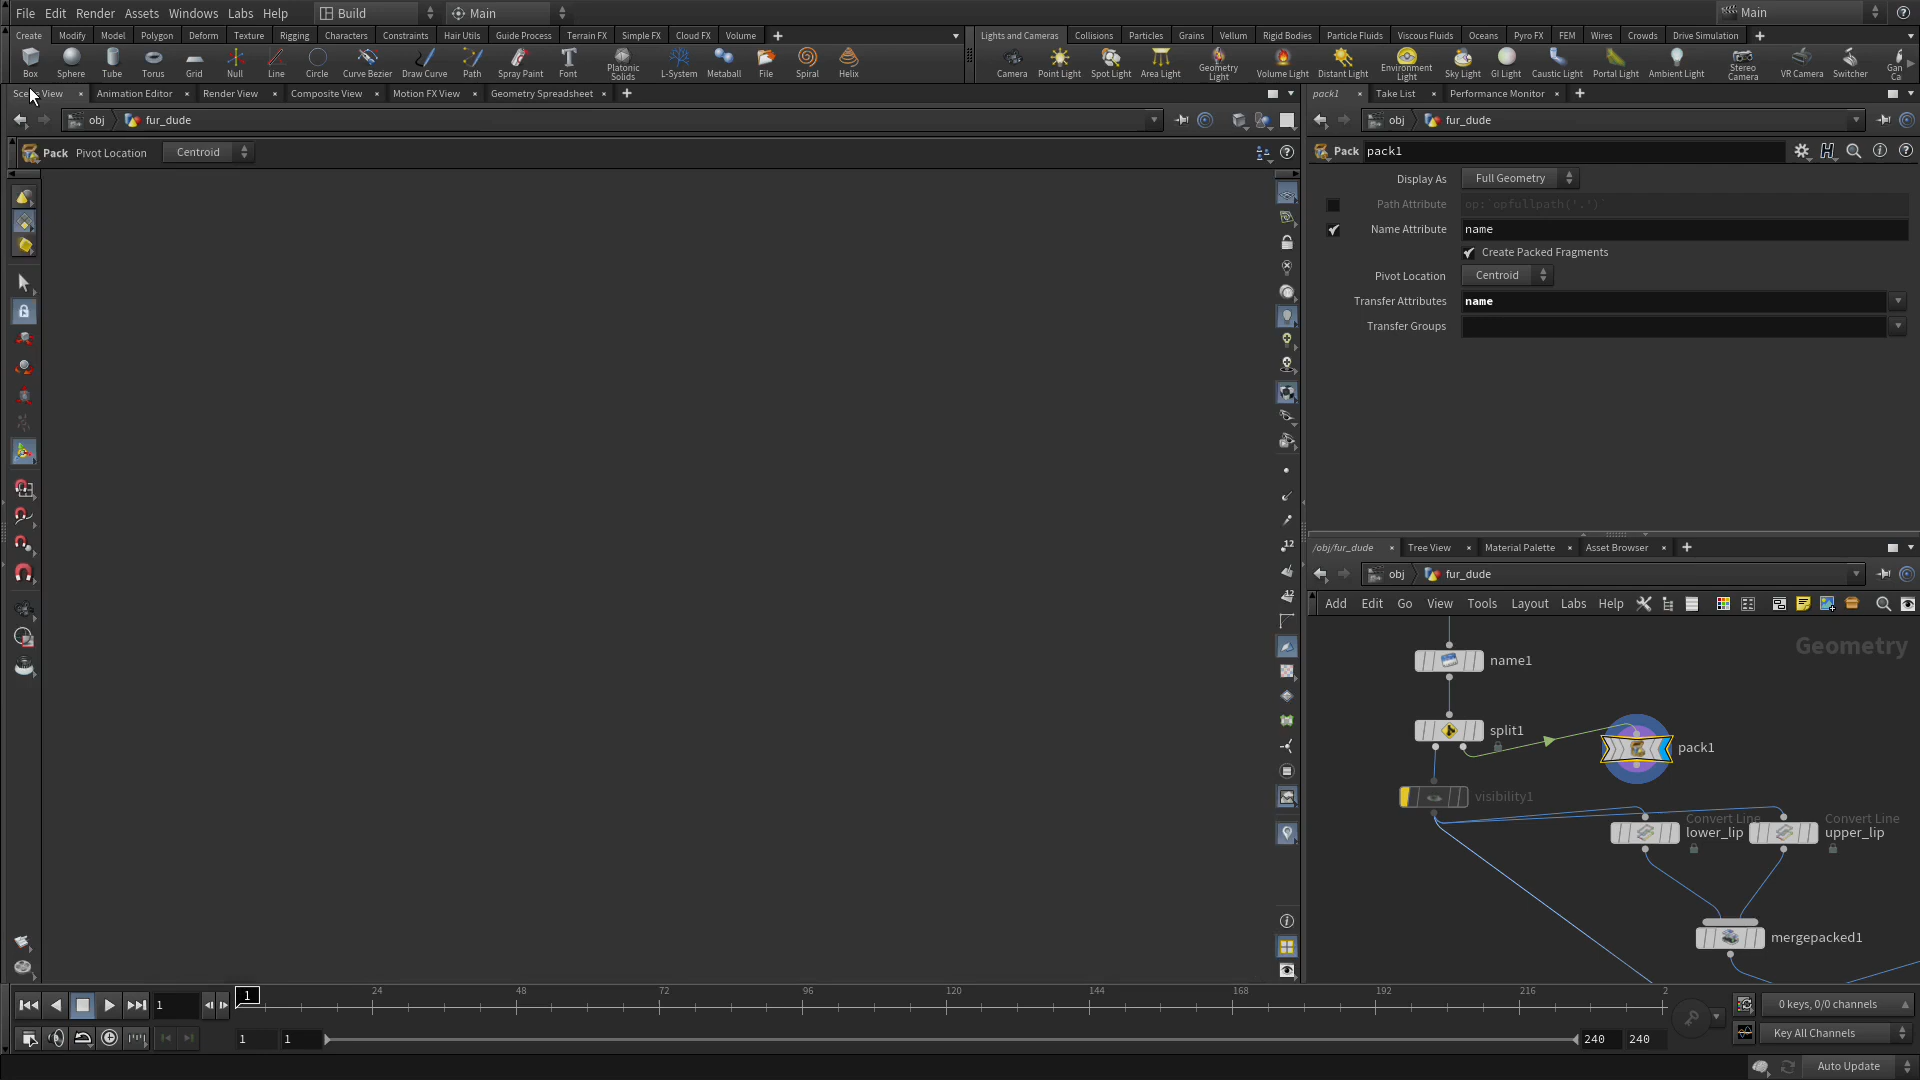 File Edit Render Assets Windows Labs Help Build Main Main
Create Modify Model Polygon Deform Texture Rigging Characters Constraints Hair Utils Guide Process Terrain FX Simple FX Cloud FX Volume
Lights and Cameras Collisions Particles Grains Vellum Rigid Bodies Particle Fluids Viscous Fluids Oceans Pyro FX FEM Wires Crowds Drive Simulation
Box Sphere Tube Torus Grid Null Line Circle Curve Bezier Draw Curve Path Spray Paint Font Platonic Solids L-System Metaball File Spiral Helix
Camera Point Light Spot Light Area Light Geometry Light Volume Light Distant Light Environment Light Sky Light GI Light Caustic Light Portal Light Ambient Light Stereo Camera VR Camera Switcher Gan Ca
View Animation Editor Render View Composite View Motion FX View Geometry Spreadsheet
pack1 Take List Performance Monitor
obj fur_dude
obj fur_dude
Pack Pivot Location Centroid
Pack pack1
Display As Full Geometry
Path Attribute op:`opfullpath('.')`
Name Attribute name
Create Packed Fragments
Pivot Location Centroid
Transfer Attributes name
Transfer Groups
12
12
/obj/fur_dude Tree View Material Palette Asset Browser
obj fur_dude
Add Edit Go View Tools Layout Labs Help
Geometry
name1
split1
pack1
visibility1
Convert Line
lower_lip
Convert Line
upper_lip
mergepacked1
1 1 24 48 72 96 120 144 168 192 216 2
0 keys, 0/0 channels
1 1 240 240
Key All Channels
Auto Update